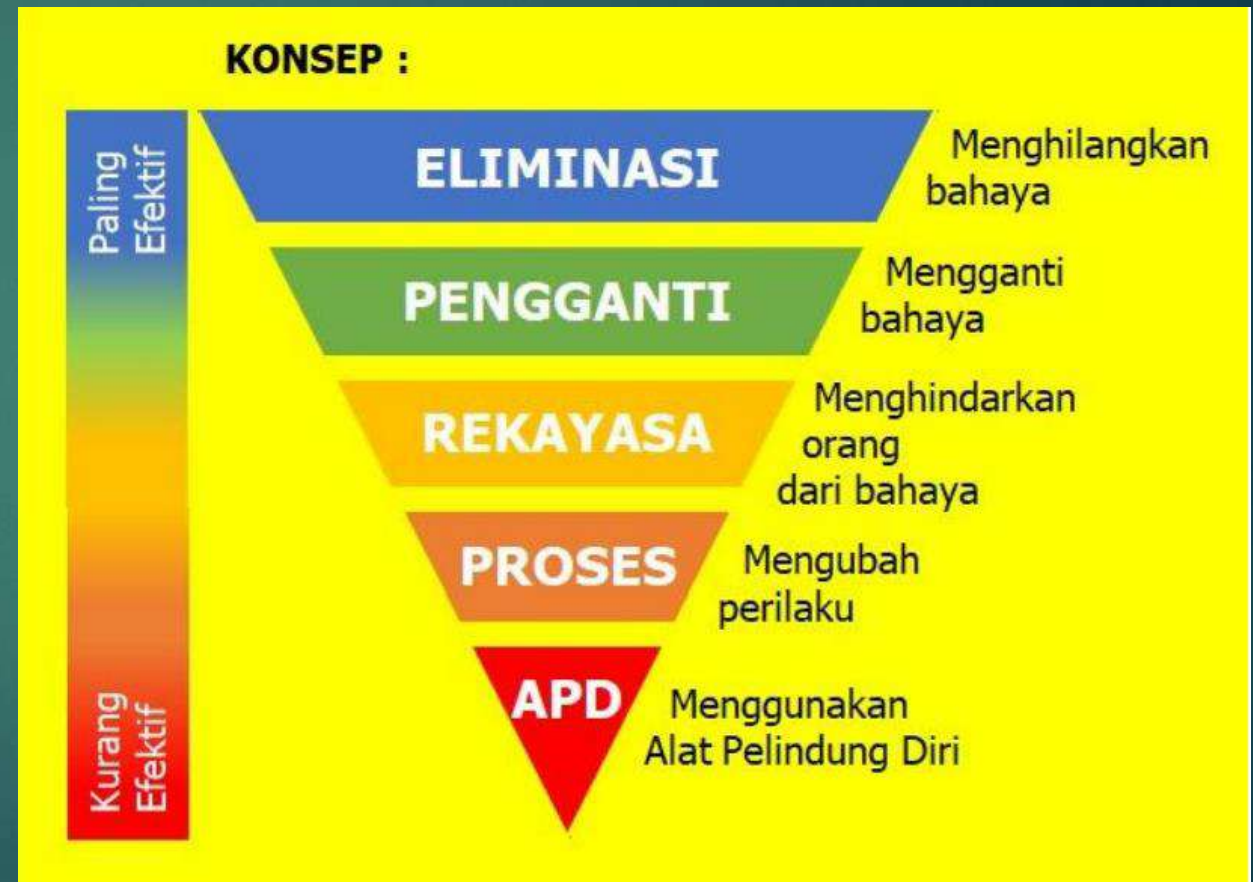 KONSEP :
Paling
Efektif
ELIMINASI
Menghilangkan
bahaya
PENGGANTI
Mengganti
bahaya
REKAYASA
Menghindarkan
orang
dari bahaya
PROSES
Mengubah
perilaku
APD
Menggunakan
Alat Pelindung Diri
Kurang
Efektif